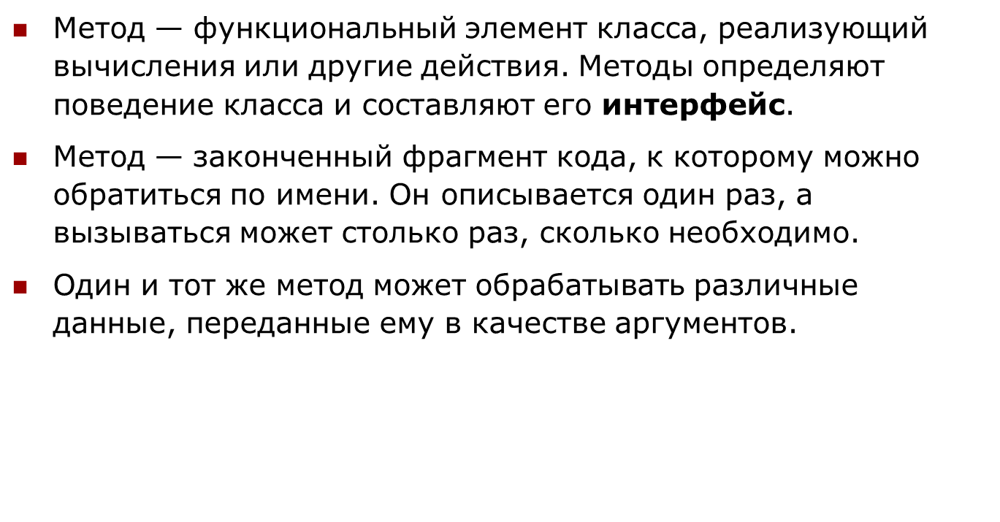 Метод — функциональный элемент класса, реализующий
вычисления или другие действия. Методы определяют
поведение класса и составляют его интерфейс.
Метод — законченный фрагмент кода, к которому можно
обратиться по имени. Он описывается один раз, а
вызываться может столько раз, сколько необходимо.
Один и тот же метод может обрабатывать различные
данные, переданные ему в качестве аргументов.